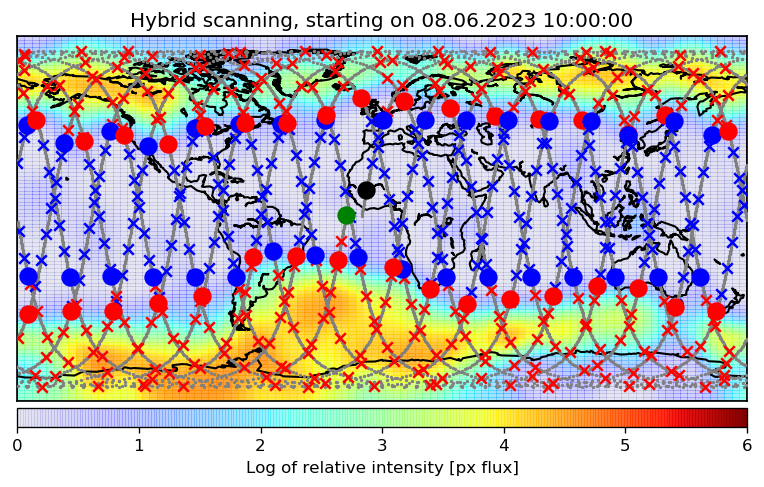 Hybrid scanning, starting on 08.06.2023 10:00:00
0 1 2 3 4 5 6
Log of relative intensity [px flux]